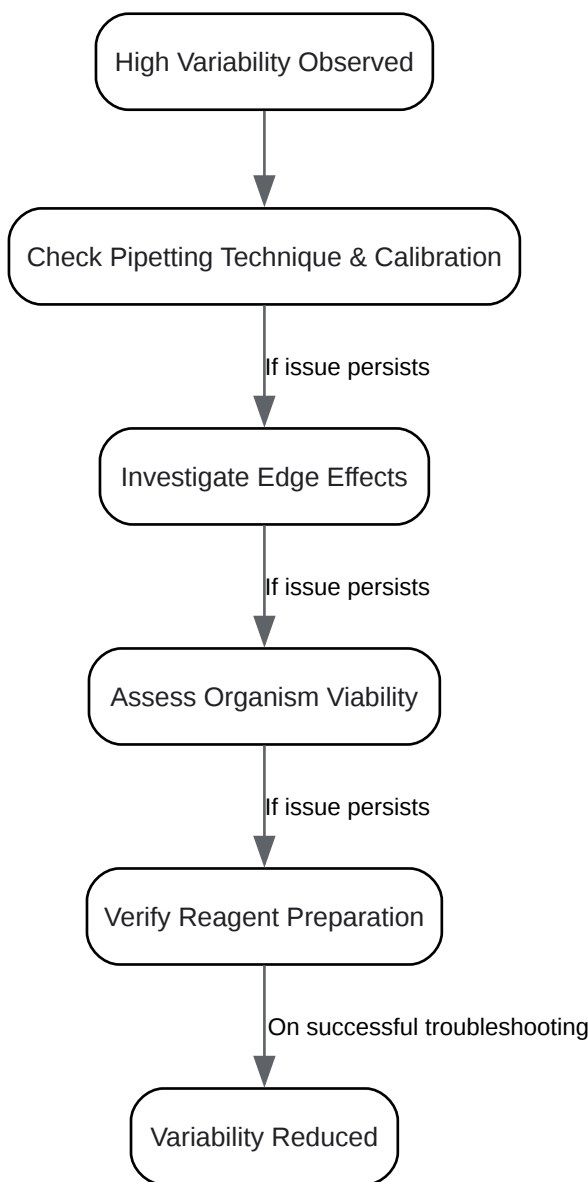 High Variability Observed
Check Pipetting Technique & Calibration
If issue persists
Investigate Edge Effects
If issue persists
Assess Organism Viability
If issue persists
Verify Reagent Preparation
On successful troubleshooting
Variability Reduced